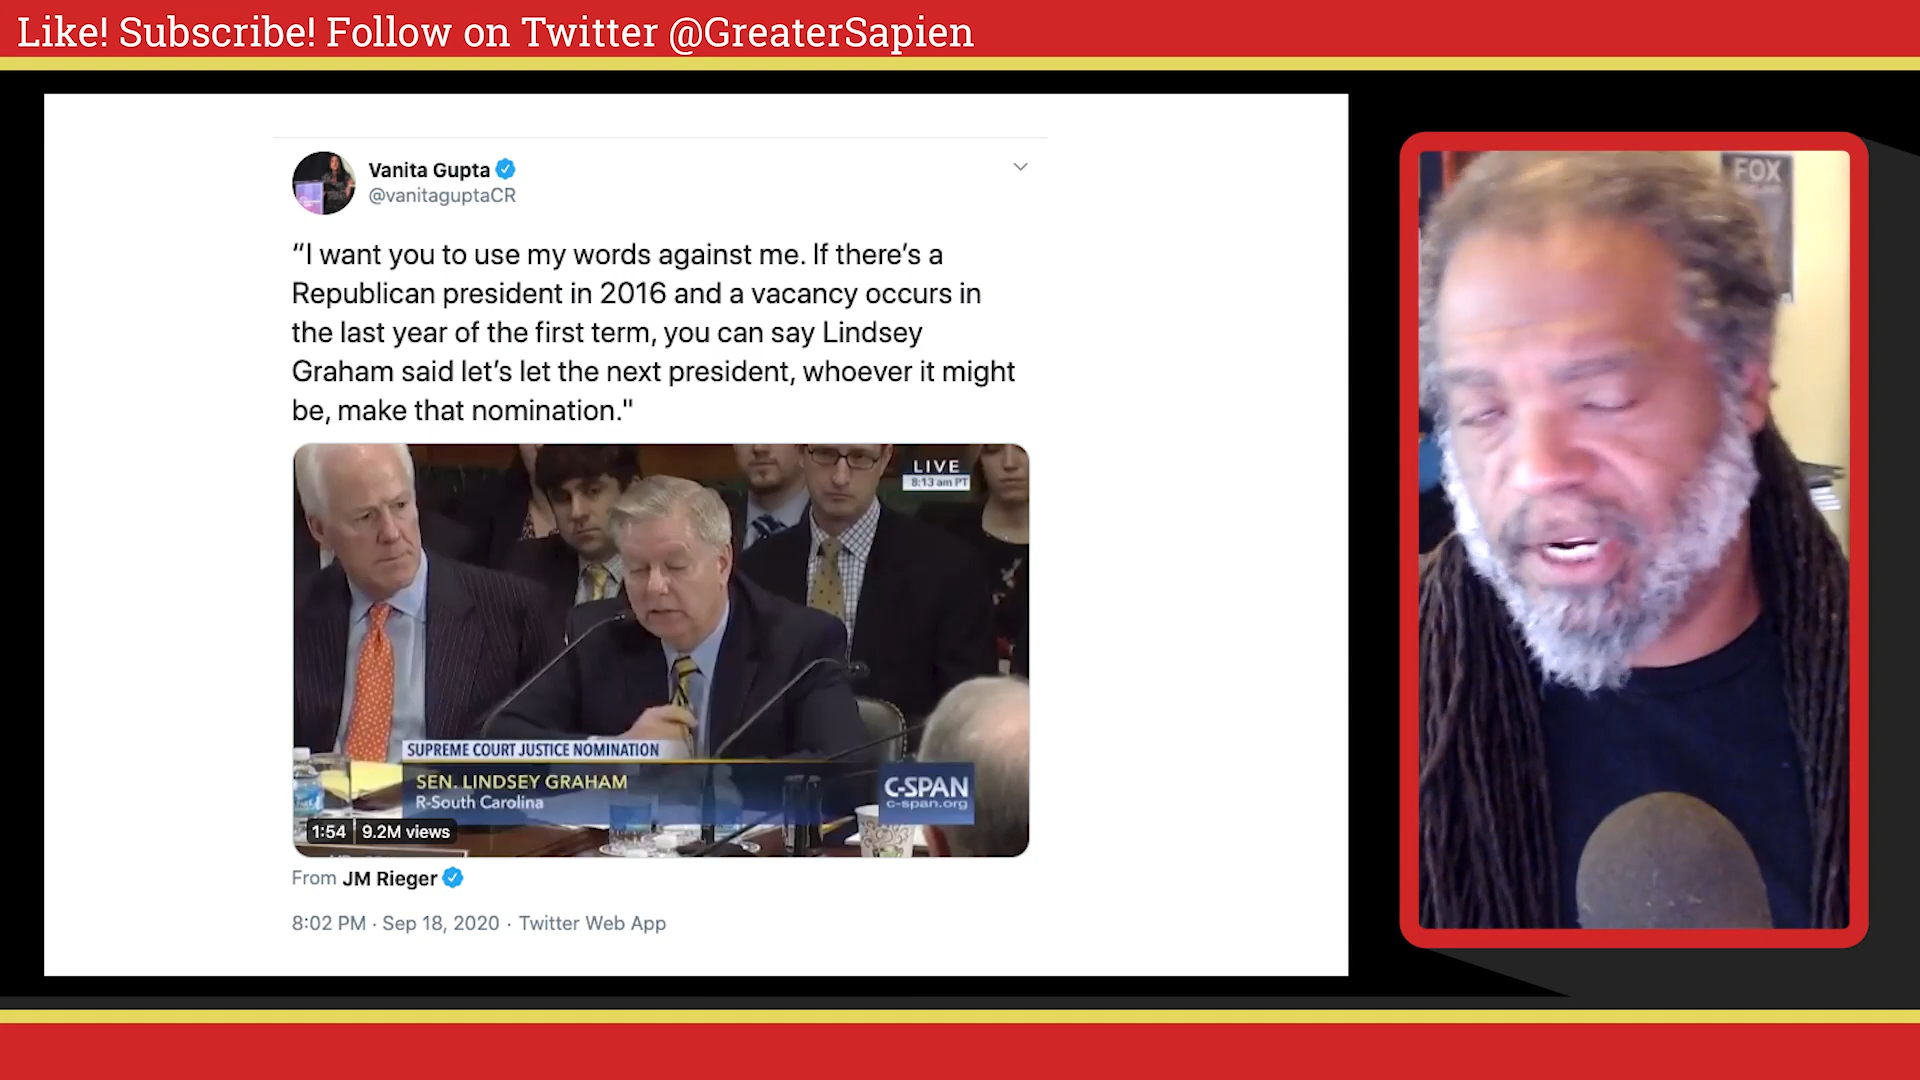 Like! Subscribe! Follow on Twitter @GreaterSapien
Vanita Gupta
@vanitaguptaCR
“I want you to use my words against me. If there’s a
Republican president in 2016 and a vacancy occurs in
the last year of the first term, you can say Lindsey
Graham said let’s let the next president, whoever it might
be, make that nomination."
LIVE
8:13 am PT
SUPREME COURT JUSTICE NOMINATION
SEN. LINDSEY GRAHAM
R-South Carolina
C-SPAN
c-span.org
1:54
9.2M views
From JM Rieger
8:02 PM · Sep 18, 2020 · Twitter Web App
FOX